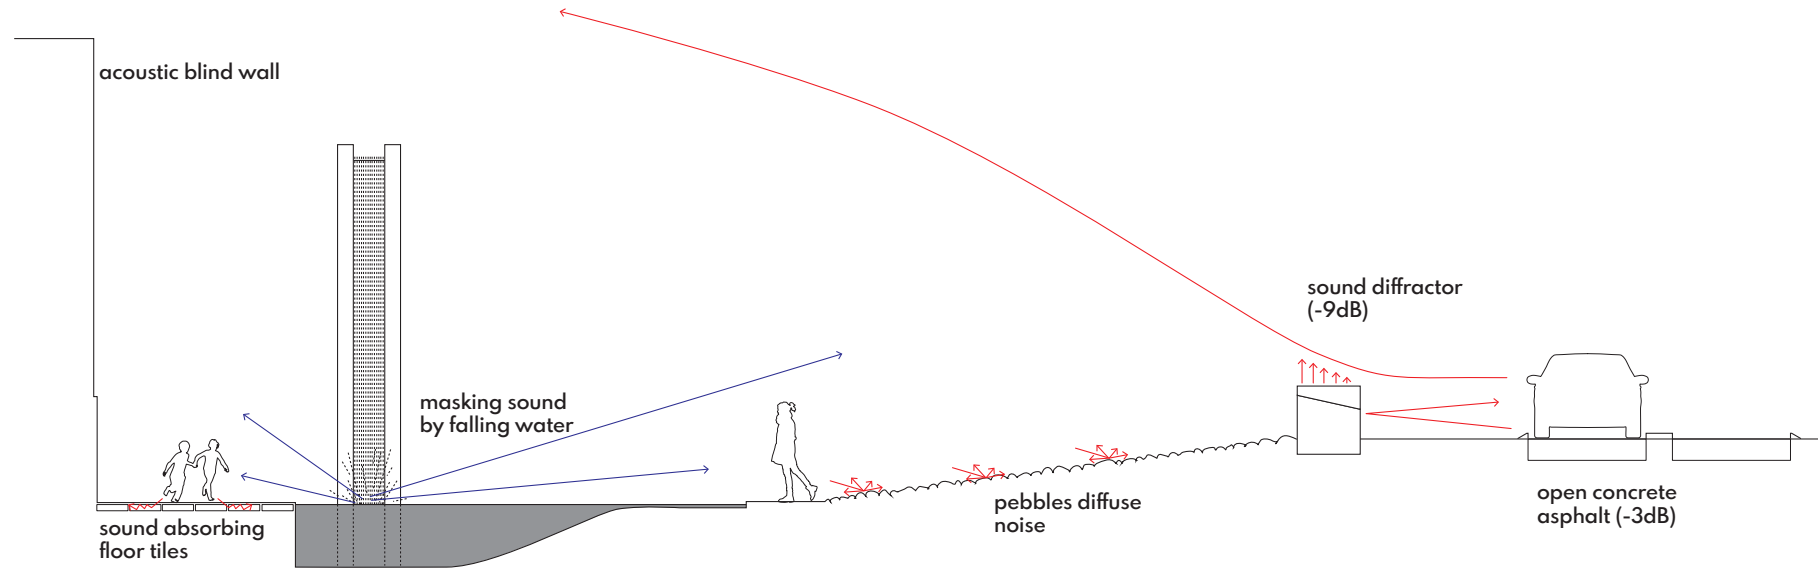 acoustic blind wall
sound diffractor
(-9dB)
masking sound
by falling water
pebbles diffuse
noise
open concrete
asphalt (-3dB)
sound absorbing
floor tiles